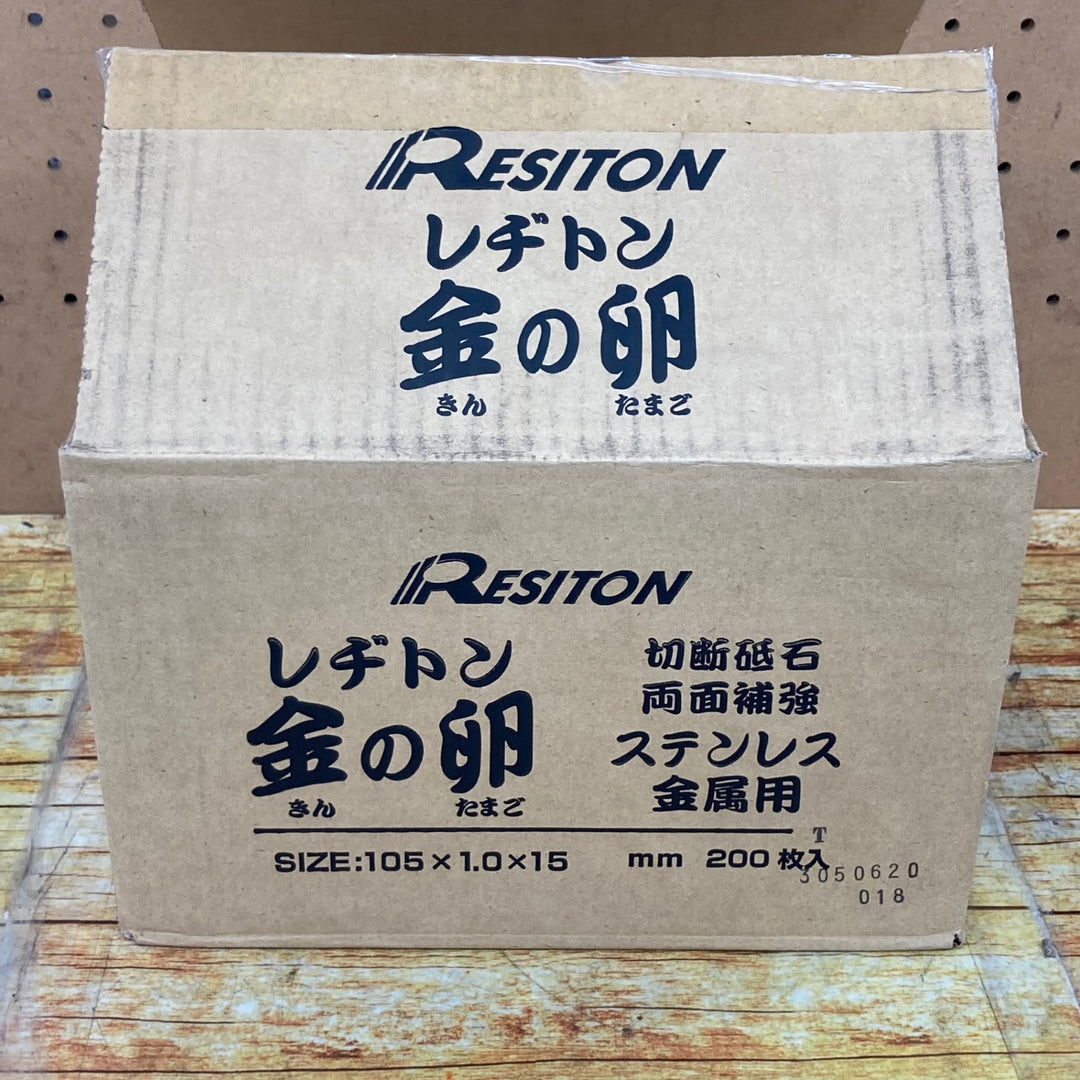 RESITON
レヂトン
金の卵
きん たまご
RESITON
レヂトン
金の卵
きん たまご
切断砥石
両面補強
ステンレス
金属用
SIZE:105×1.0×15 mm 200枚入
T
3050620
018